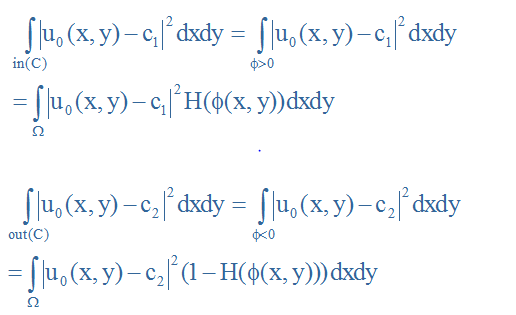 ∫|u₀(x, y)−c₁|² dxdy = ∫|u₀(x, y)−c₁|² dxdy
in(C) ϕ>0
= ∫|u₀(x, y)−c₁|² H(ϕ(x, y))dxdy
Ω
.
∫|u₀(x, y)−c₂|² dxdy = ∫|u₀(x, y)−c₂|² dxdy
out(C) ϕ<0
= ∫|u₀(x, y)−c₂|² (1−H(ϕ(x, y)))dxdy
Ω